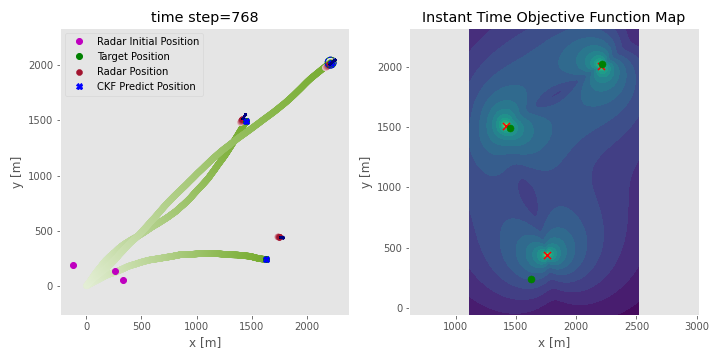 time step=768
Radar Initial Position
Target Position
Radar Position
CKF Predict Position
2000
1500
1000
500
0
y [m]
0
500
1000
1500
2000
x [m]
Instant Time Objective Function Map
2000
1500
1000
500
0
y [m]
1000
1500
2000
2500
3000
x [m]